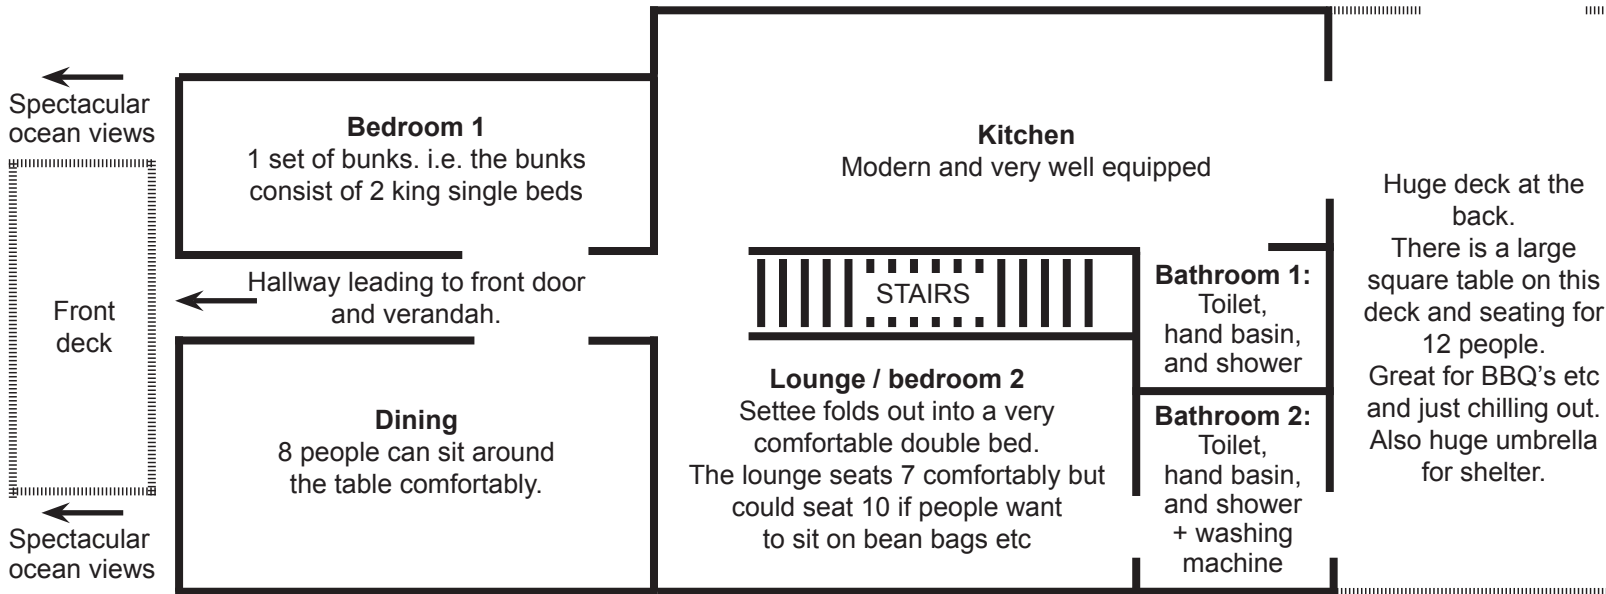 Spectacular
ocean views
Front
deck
Spectacular
ocean views
Bedroom 1
1 set of bunks. i.e. the bunks
consist of 2 king single beds
Hallway leading to front door
and verandah.
Dining
8 people can sit around
the table comfortably.
Kitchen
Modern and very well equipped
STAIRS
Lounge / bedroom 2
Settee folds out into a very
comfortable double bed.
The lounge seats 7 comfortably but
could seat 10 if people want
to sit on bean bags etc
Bathroom 1:
Toilet,
hand basin,
and shower
Bathroom 2:
Toilet,
hand basin,
and shower
+ washing
machine
Huge deck at the
back.
There is a large
square table on this
deck and seating for
12 people.
Great for BBQ’s etc
and just chilling out.
Also huge umbrella
for shelter.